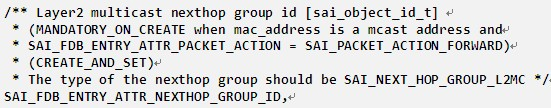 /** Layer2 multicast nexthop group id [sai_object_id_t]
* (MANDATORY_ON_CREATE when mac_address is a mcast address and
* SAI_FDB_ENTRY_ATTR_PACKET_ACTION = SAI_PACKET_ACTION_FORWARD)
* (CREATE_AND_SET)
* The type of the nexthop group should be SAI_NEXT_HOP_GROUP_L2MC */
SAI_FDB_ENTRY_ATTR_NEXTHOP_GROUP_ID,